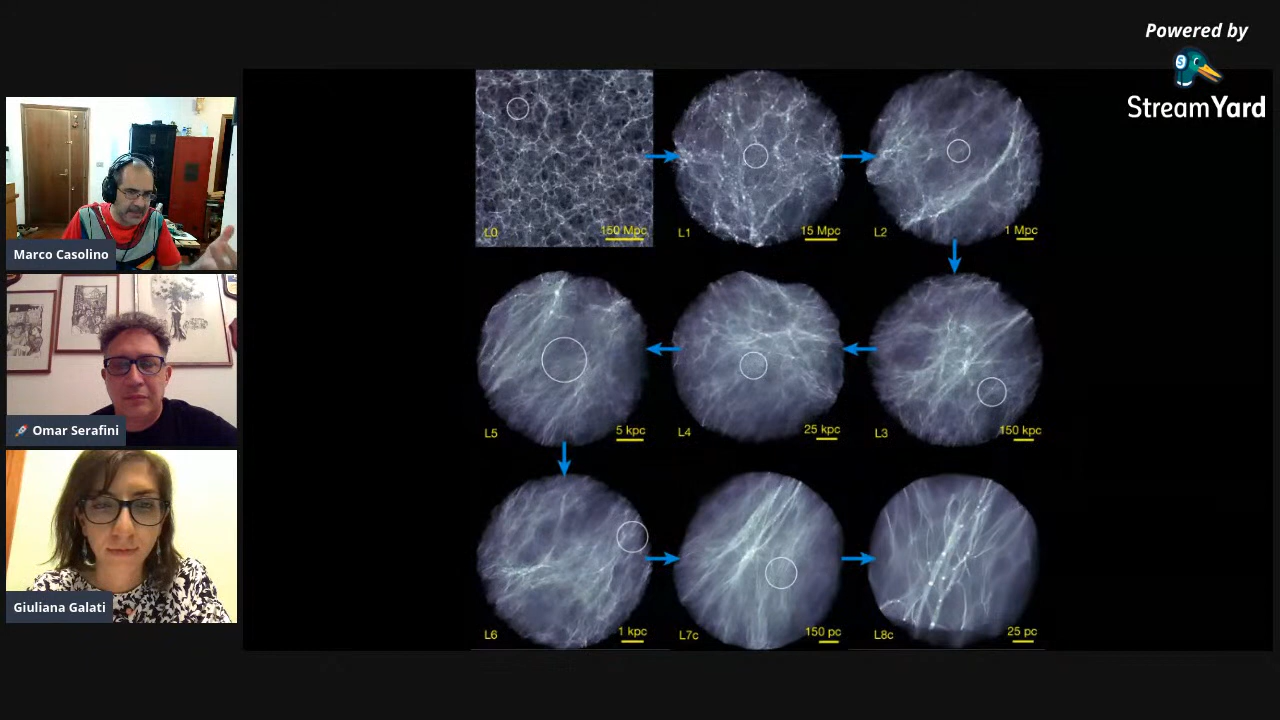 Powered by
StreamYard
Marco Casolino
🚀 Omar Serafini
Giuliana Galati
L0 150 Mpc
L1 15 Mpc
L2 1 Mpc
L5 5 kpc
L4 25 kpc
L3 150 kpc
L6 1 kpc
L7c 150 pc
L8c 25 pc